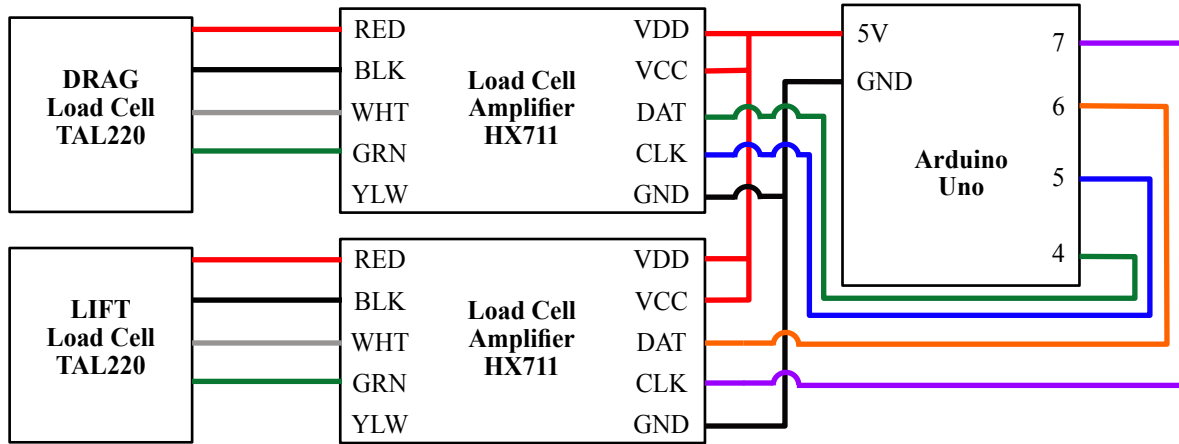 DRAG
Load Cell
TAL220
RED
BLK
WHT
GRN
YLW
Load Cell
Amplifier
HX711
VDD
VCC
DAT
CLK
GND
5V
GND
Arduino
Uno
7
6
5
4
LIFT
Load Cell
TAL220
RED
BLK
WHT
GRN
YLW
Load Cell
Amplifier
HX711
VDD
VCC
DAT
CLK
GND